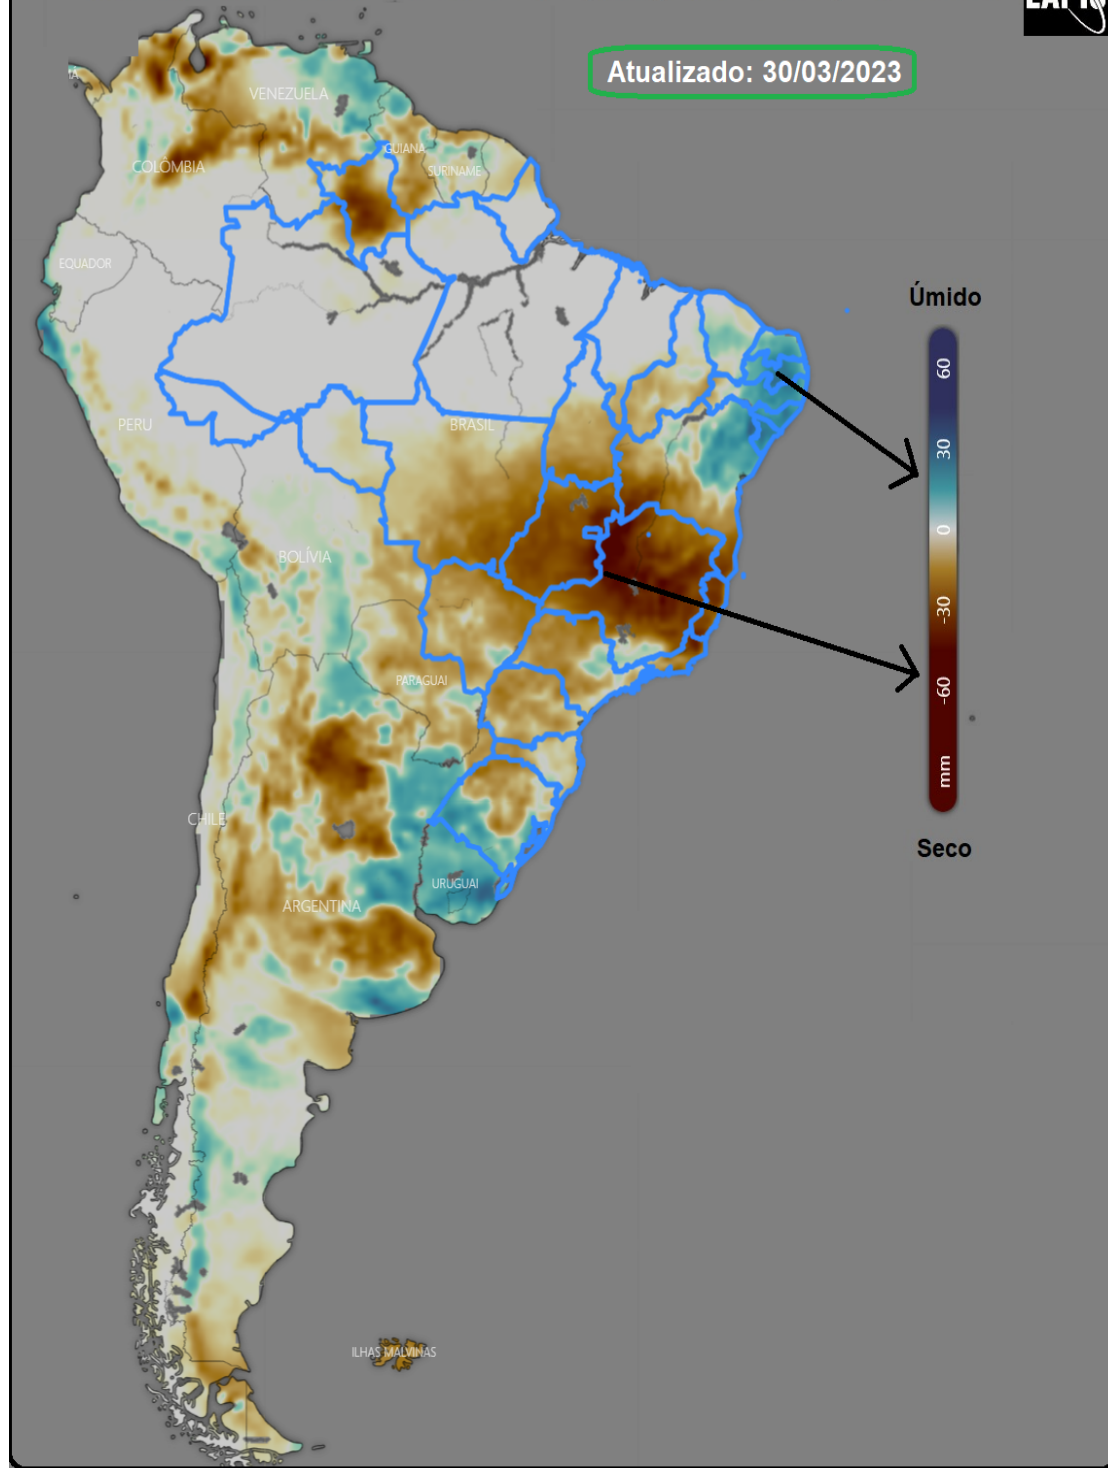 Atualizado: 30/03/2023
VENEZUELA
GUIANA
COLÔMBIA
SURINAME
EQUADOR
Úmido
60
PERU
BRASIL
30
0
BOLÍVIA
-30
PARAGUAI
-60
mm
CHILE
Seco
URUGUAI
ARGENTINA
ILHAS MALVINAS